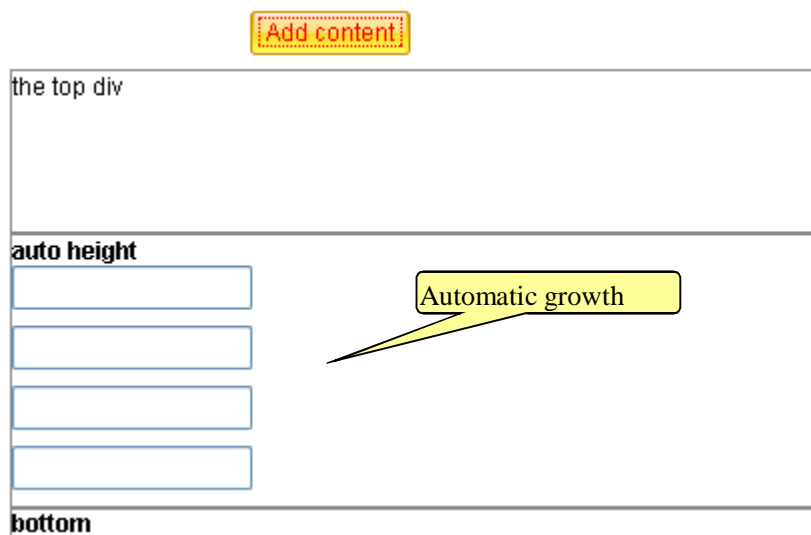 Add content
the top div
auto height
Automatic growth
bottom